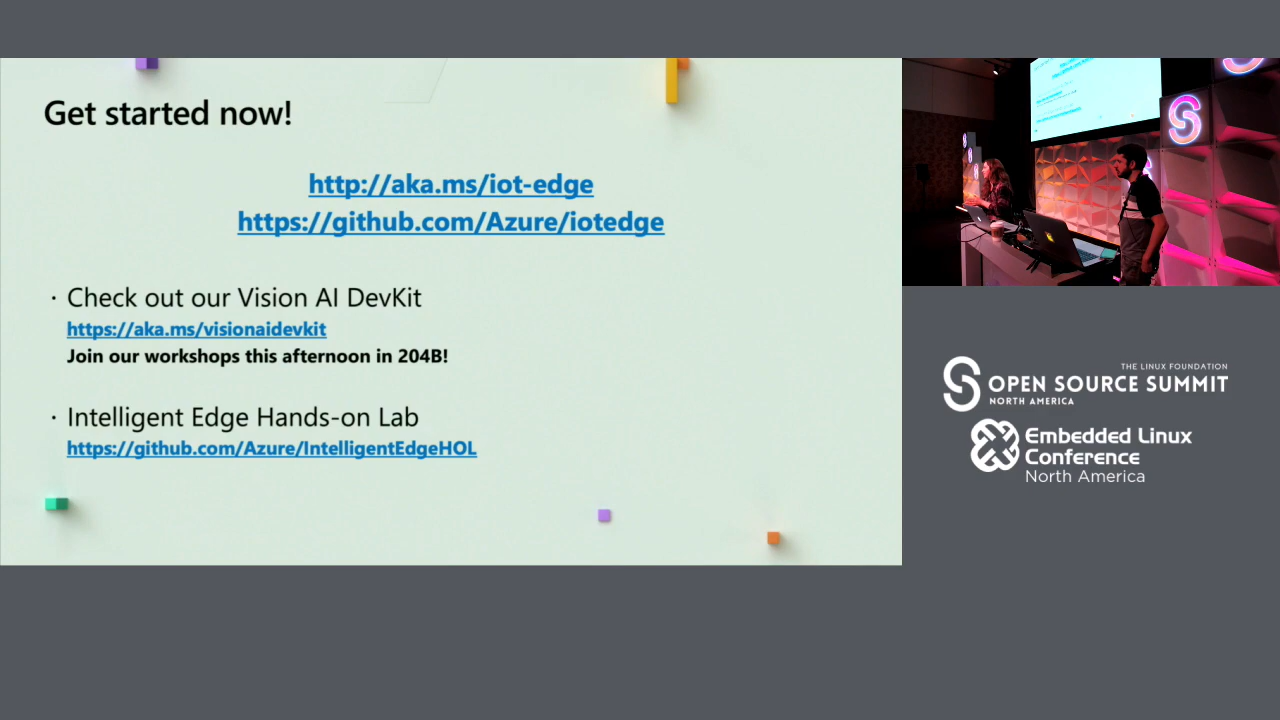 Get started now!
http://aka.ms/iot-edge
https://github.com/Azure/iotedge
· Check out our Vision AI DevKit
https://aka.ms/visionaidevkit
Join our workshops this afternoon in 204B!
· Intelligent Edge Hands-on Lab
https://github.com/Azure/IntelligentEdgeHOL
THE LINUX FOUNDATION
OPEN SOURCE SUMMIT
NORTH AMERICA
Embedded Linux
Conference
North America